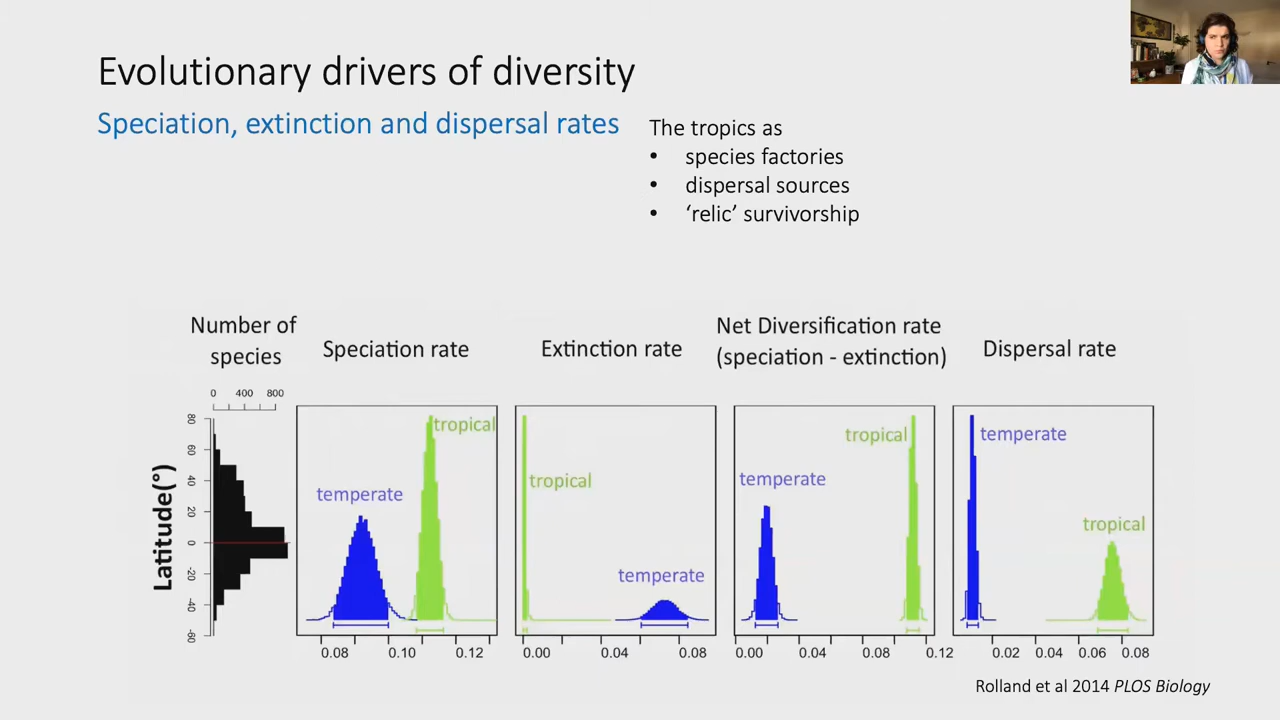 Evolutionary drivers of diversity
Speciation, extinction and dispersal rates
The tropics as
• species factories
• dispersal sources
• ‘relic’ survivorship
Number of
species
Speciation rate
Extinction rate
Net Diversification rate
(speciation - extinction)
Dispersal rate
0 400 800
Latitude(°)
80
60
40
20
0
-20
-40
-60
temperate
tropical
0.08 0.10 0.12
tropical
temperate
0.00 0.04 0.08
temperate
tropical
0.00 0.04 0.08 0.12
temperate
tropical
0.02 0.04 0.06 0.08
Rolland et al 2014 PLOS Biology